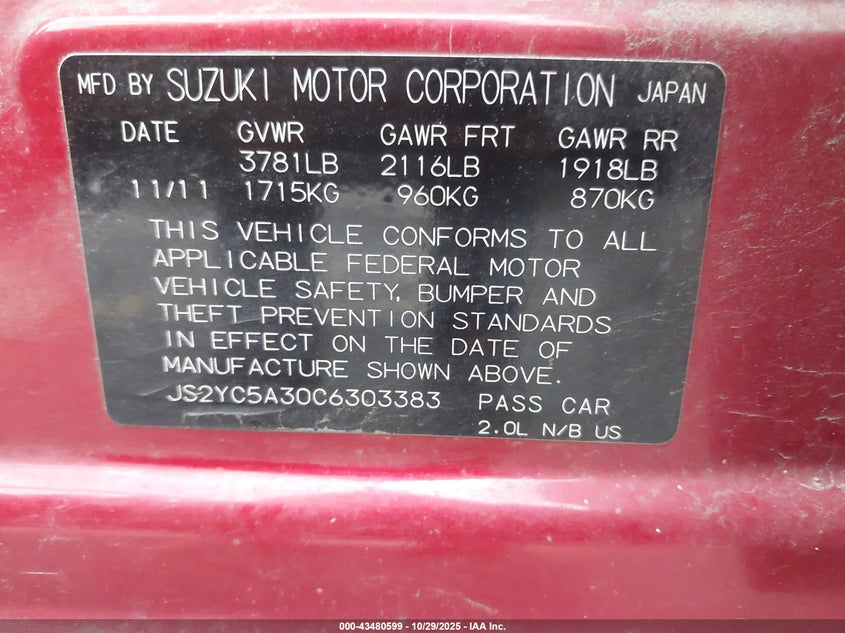 MFD BY SUZUKI MOTOR CORPORATION JAPAN
DATE GVWR GAWR FRT GAWR RR
3781LB 2116LB 1918LB
11/11 1715KG 960KG 870KG
THIS VEHICLE CONFORMS TO ALL
APPLICABLE FEDERAL MOTOR
VEHICLE SAFETY, BUMPER AND
THEFT PREVENTION STANDARDS
IN EFFECT ON THE DATE OF
MANUFACTURE SHOWN ABOVE.
JS2YC5A30C6303383 PASS CAR
2.0L N/B US
000-43480599 - 10/29/2025 - IAA Inc.